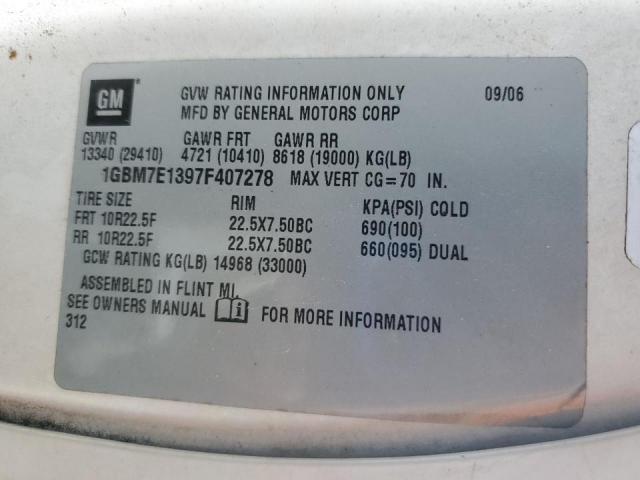 GM GVW RATING INFORMATION ONLY 09/06
MFD BY GENERAL MOTORS CORP
GVWR GAWR FRT GAWR RR
13340 (29410) 4721 (10410) 8618 (19000) KG(LB)
1GBM7E1397F407278 MAX VERT CG=70 IN.
TIRE SIZE RIM KPA(PSI) COLD
FRT 10R22.5F 22.5X7.50BC 690(100)
RR 10R22.5F 22.5X7.50BC 660(095) DUAL
GCW RATING KG(LB) 14968 (33000)
ASSEMBLED IN FLINT MI.
SEE OWNERS MANUAL i FOR MORE INFORMATION
312